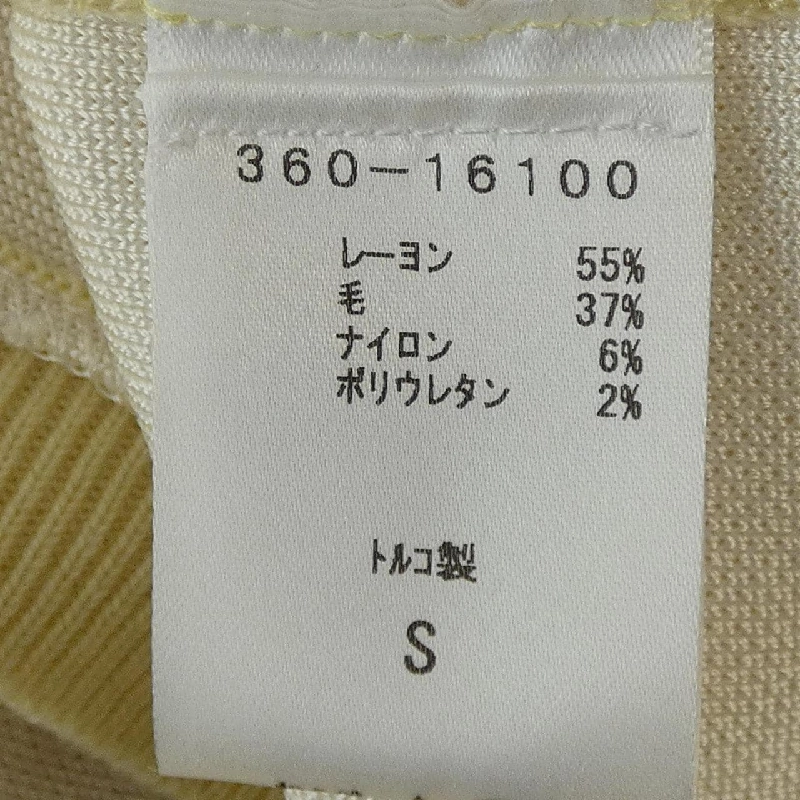 360-16100
レーヨン 55%
毛 37%
ナイロン 6%
ポリウレタン 2%
トルコ製
S